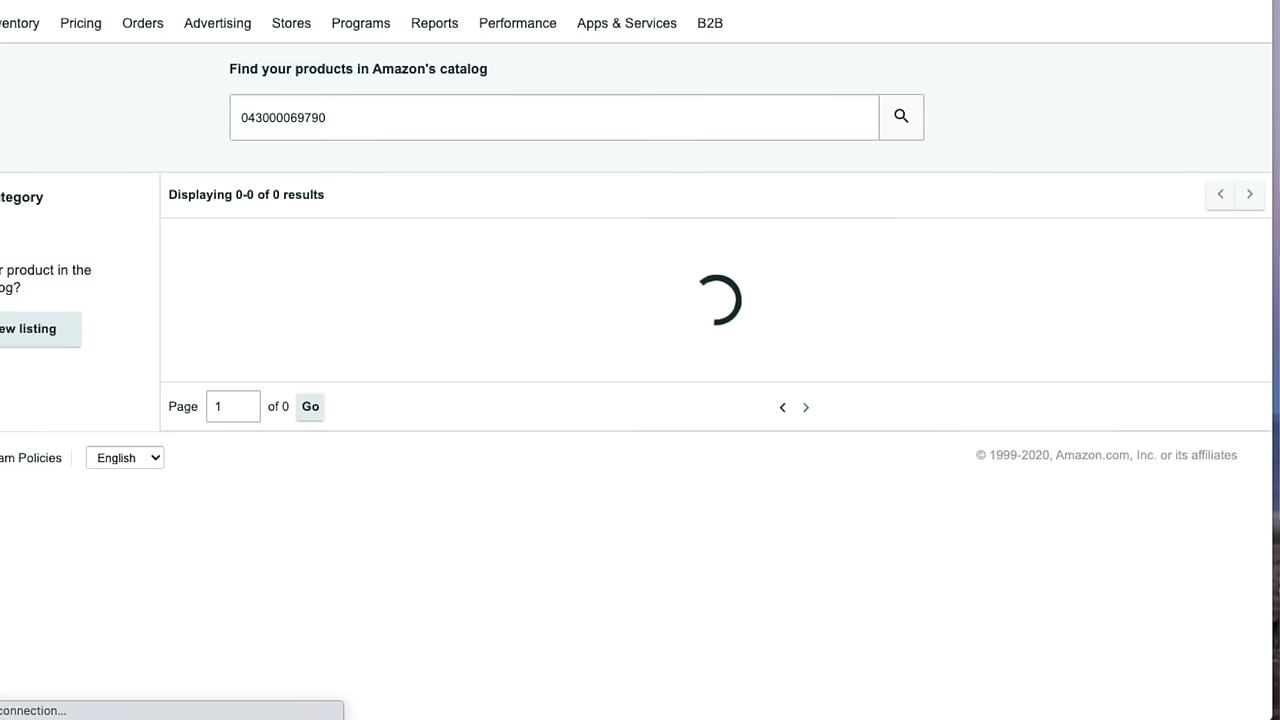 ventory Pricing Orders Advertising Stores Programs Reports Performance Apps & Services B2B
Find your products in Amazon's catalog
043000069790
tegory
Displaying 0-0 of 0 results
r product in the
og?
ew listing
Page 1 of 0 Go
am Policies English
© 1999-2020, Amazon.com, Inc. or its affiliates
connection...